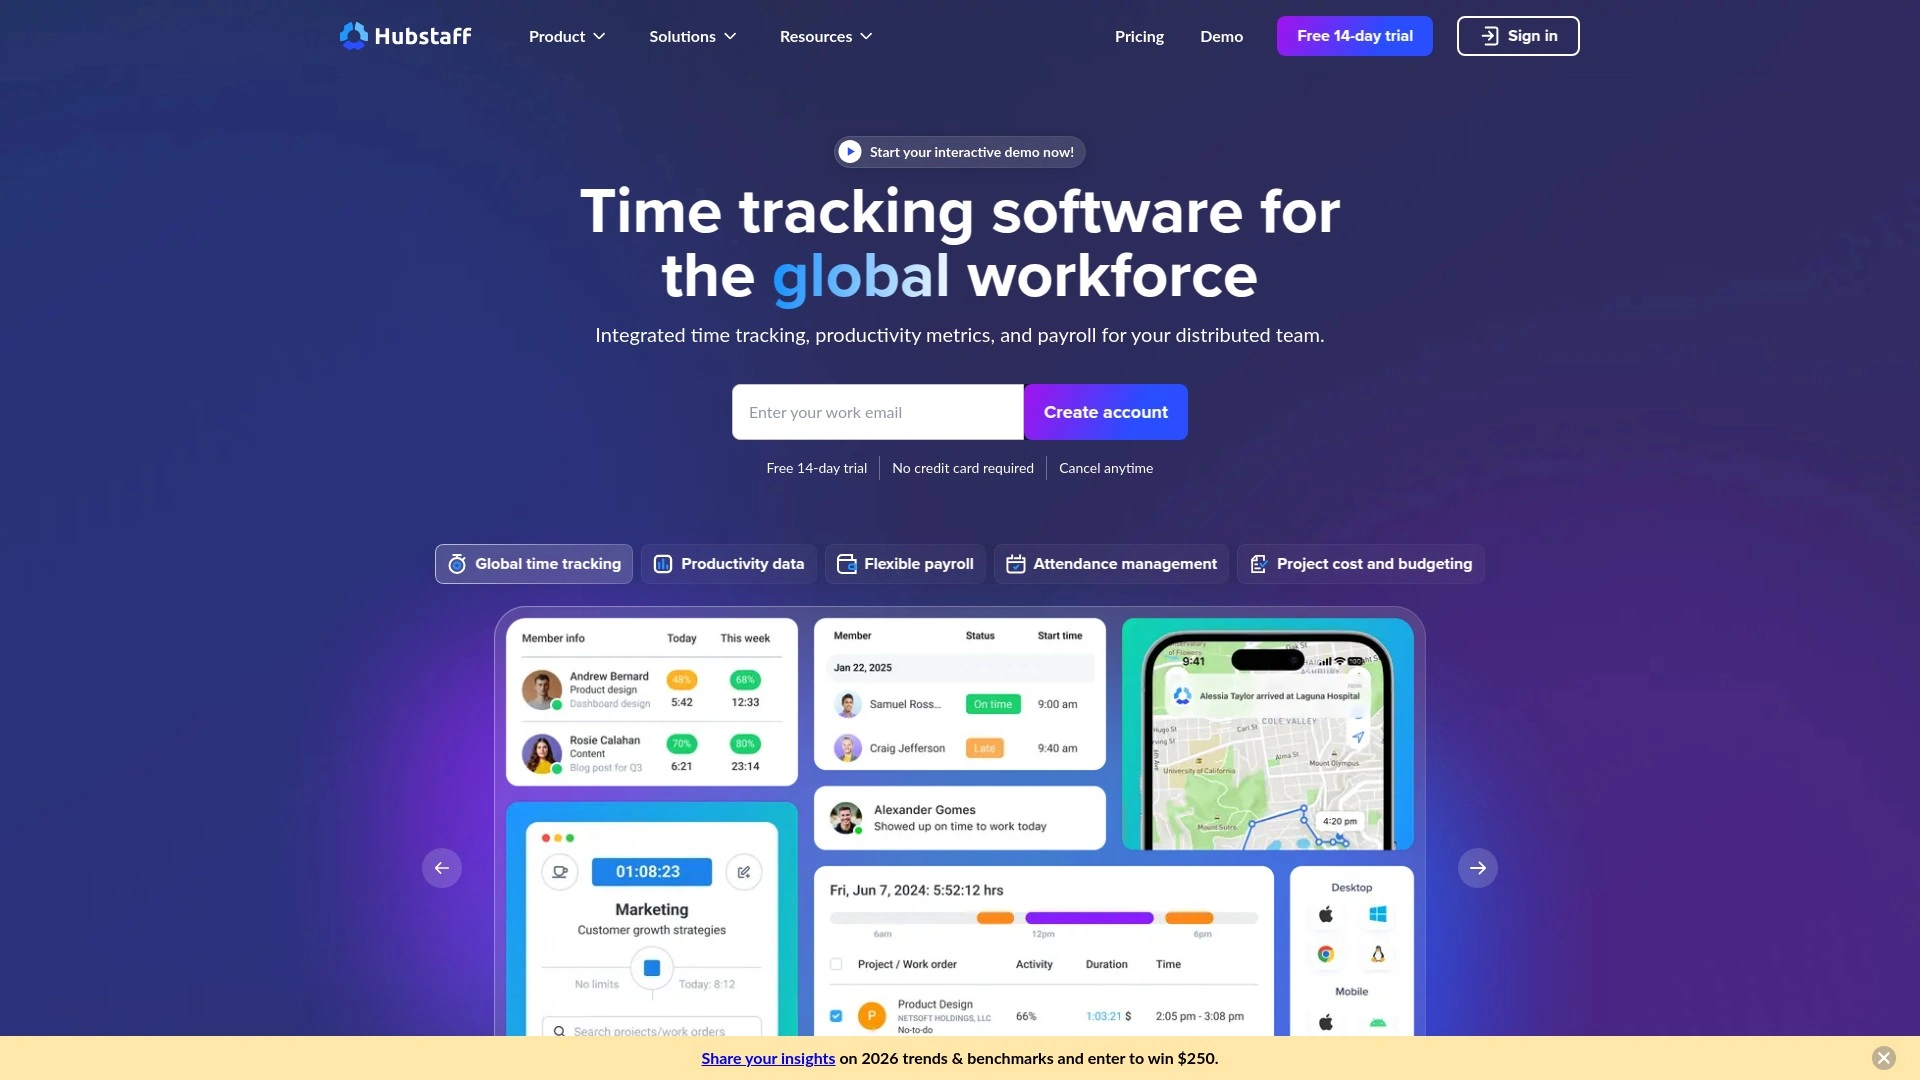 Hubstaff
Product
Solutions
Resources
Pricing
Demo
Free 14-day trial
Sign in
Start your interactive demo now!
Time tracking software for
the global workforce
Integrated time tracking, productivity metrics, and payroll for your distributed team.
Enter your work email
Create account
Free 14-day trial
No credit card required
Cancel anytime
Global time tracking
Productivity data
Flexible payroll
Attendance management
Project cost and budgeting
Member info Today This week
Andrew Bernard 48% 68%
Product design 5:42 12:33
Dashboard design
Rosie Calahan 70% 80%
Content 6:21 23:14
Blog post for Q3
01:08:23
Marketing
Customer growth strategies
No limits Today: 8:12
Search projects/work orders
Member Status Start time
Jan 22, 2025
Samuel Ross... On time 9:00 am
Craig Jefferson Late 9:40 am
Alexander Gomes
Showed up on time to work today
9:41
Alessia Taylor arrived at Laguna Hospital
COLE VALLEY
Hugo St
Irving St
Carl St
Alma St
Mount Olympus
University of California
Mount Sutro
4:20 pm
Fri, Jun 7, 2024: 5:52:12 hrs
6am 12pm 6pm
Project / Work order Activity Duration Time
P Product Design 66% 1:03:21 $ 2:05 pm - 3:08 pm
NETSOFT HOLDINGS, LLC
No-to-do
Desktop
Mobile
Share your insights on 2026 trends & benchmarks and enter to win $250.